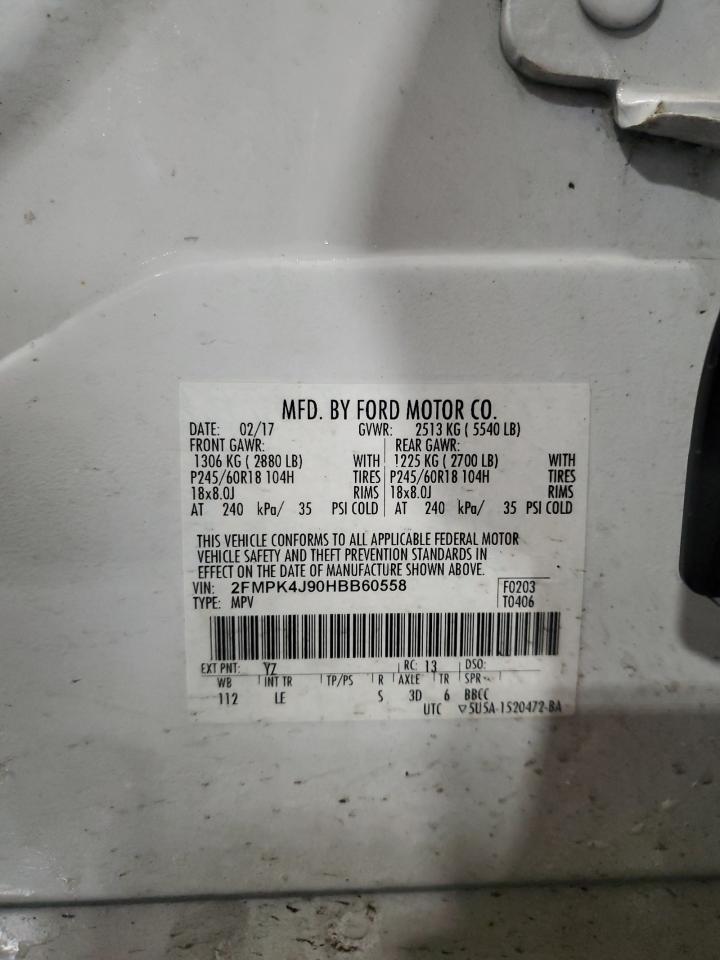 MFD. BY FORD MOTOR CO.
DATE: 02/17 GVWR: 2513 KG ( 5540 LB)
FRONT GAWR: REAR GAWR:
1306 KG ( 2880 LB) WITH 1225 KG ( 2700 LB) WITH
P245/60R18 104H TIRES P245/60R18 104H TIRES
18x8.0J RIMS 18x8.0J RIMS
AT 240 kPa/ 35 PSI COLD AT 240 kPa/ 35 PSI COLD
THIS VEHICLE CONFORMS TO ALL APPLICABLE FEDERAL MOTOR
VEHICLE SAFETY AND THEFT PREVENTION STANDARDS IN
EFFECT ON THE DATE OF MANUFACTURE SHOWN ABOVE.
VIN: 2FMPK4J90HBB60558 F0203
TYPE: MPV T0406
EXT PNT: YZ RC: 13 DSO:
WB INT TR TP/PS R AXLE TR SPR
112 LE S 3D 6 BBCC
UTC ▽5U5A-1520472-BA